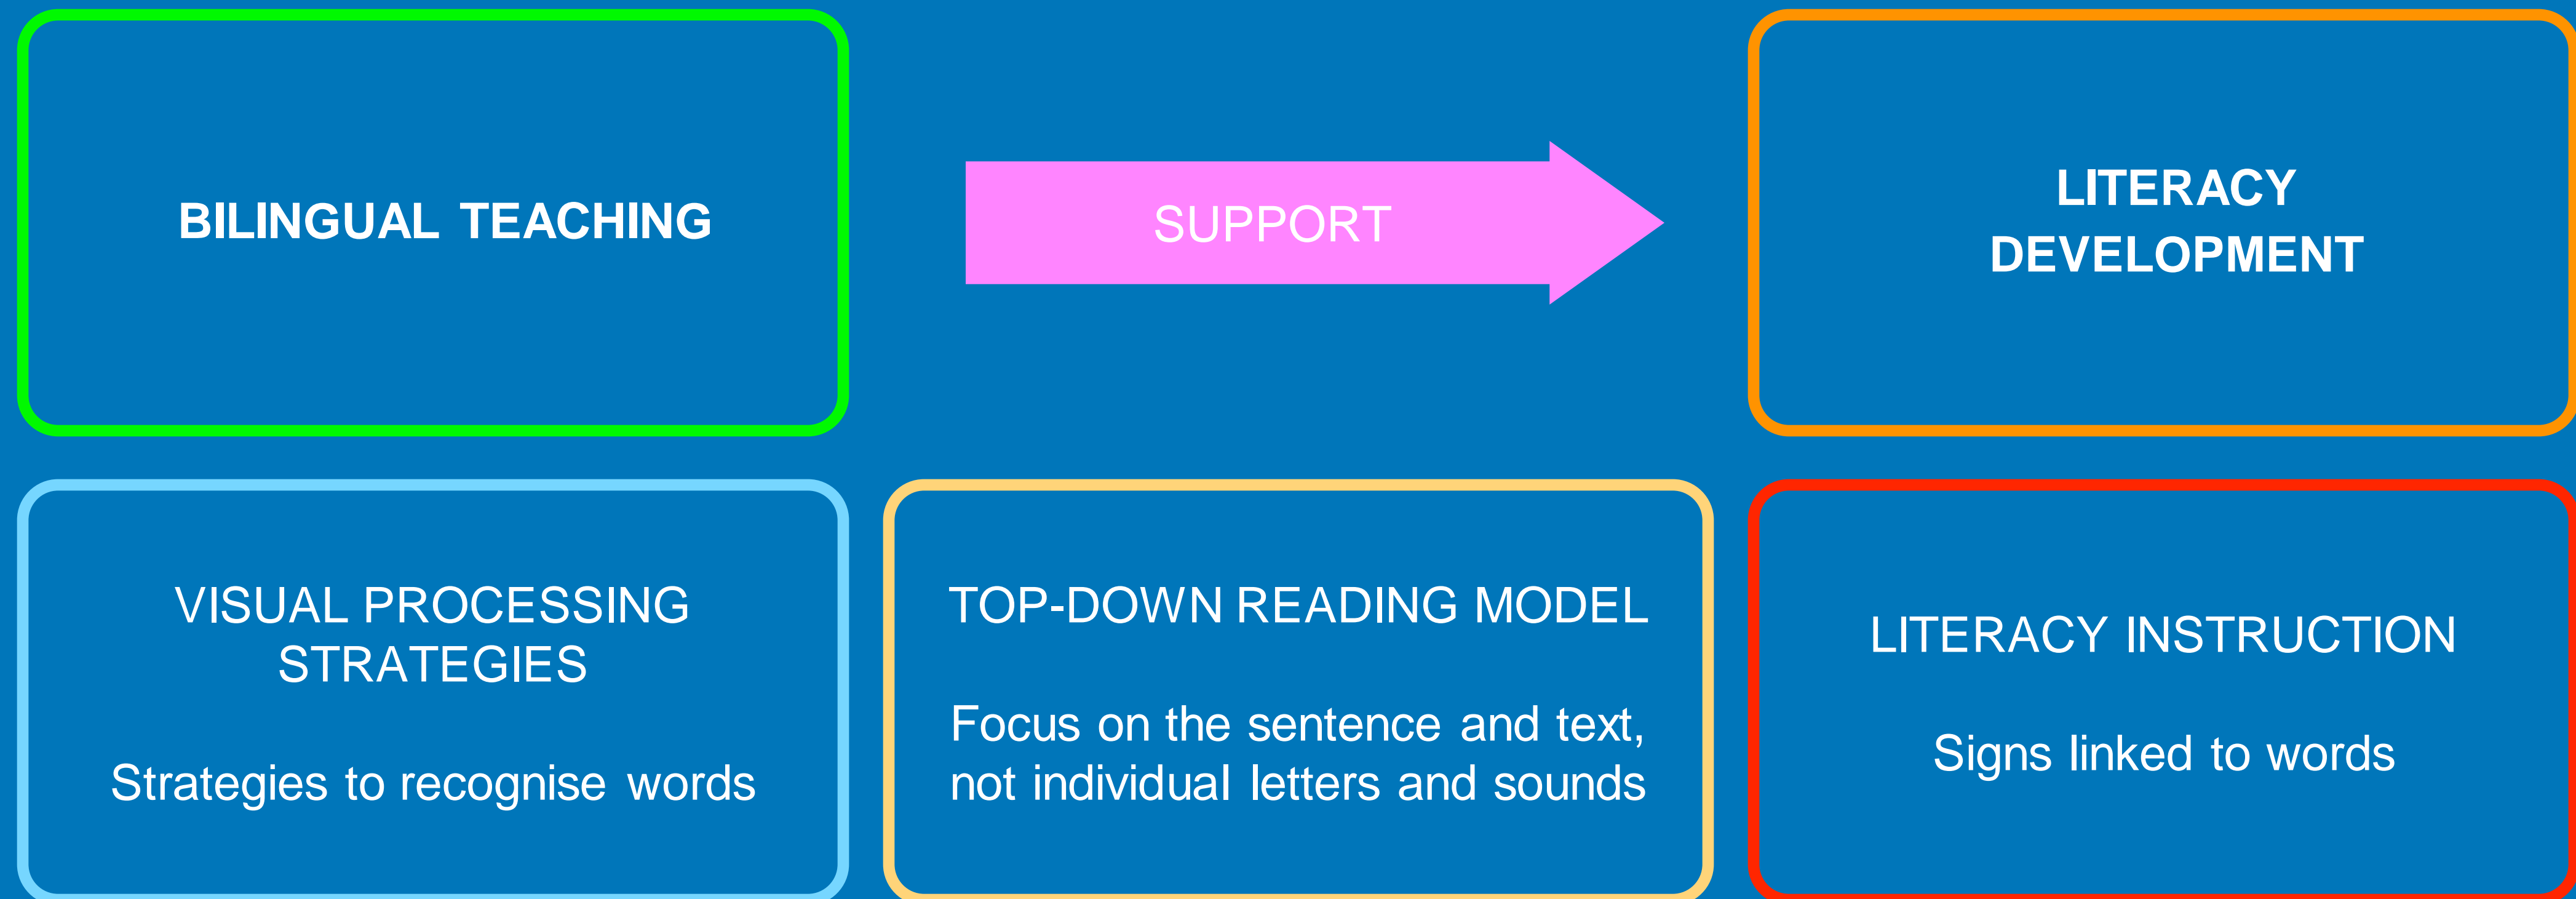 BILINGUAL TEACHING
SUPPORT
LITERACY
DEVELOPMENT
VISUAL PROCESSING
STRATEGIES
Strategies to recognise words
TOP-DOWN READING MODEL
Focus on the sentence and text,
not individual letters and sounds
LITERACY INSTRUCTION
Signs linked to words